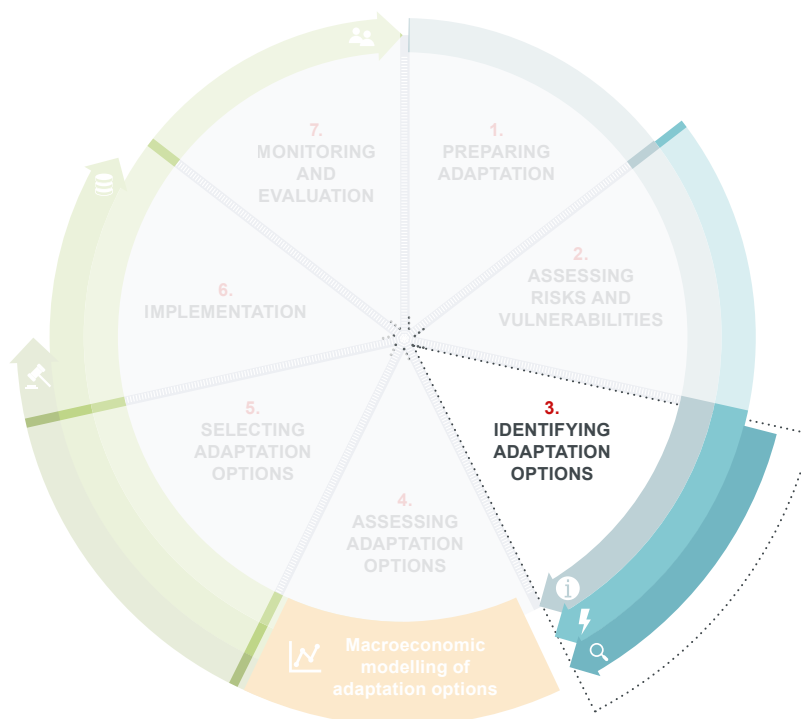 1.
PREPARING
ADAPTATION
2.
ASSESSING
RISKS AND
VULNERABILITIES
3.
IDENTIFYING
ADAPTATION
OPTIONS
4.
ASSESSING
ADAPTATION
OPTIONS
Macroeconomic
modelling of
adaptation options
5.
SELECTING
ADAPTATION
OPTIONS
6.
IMPLEMENTATION
7.
MONITORING
AND
EVALUATION
i